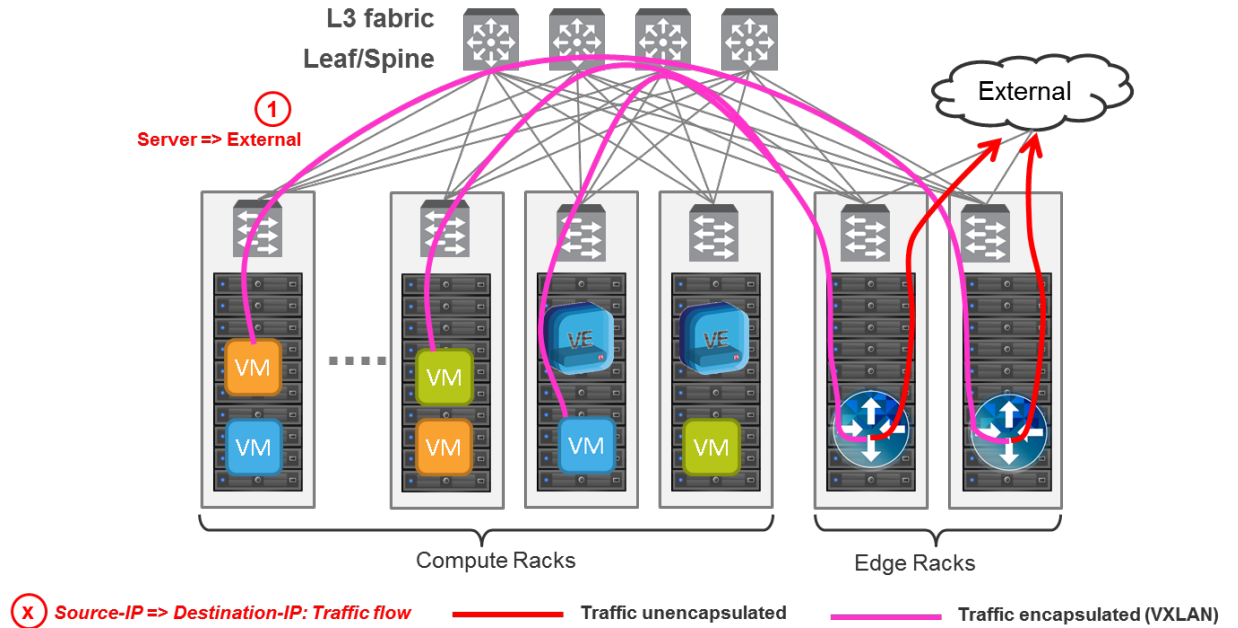 L3 fabric
Leaf/Spine
External
1
Server => External
VE
VE
VM
VM
VM
VM
VM
VM
Compute Racks
Edge Racks
X Source-IP => Destination-IP: Traffic flow
Traffic unencapsulated
Traffic encapsulated (VXLAN)